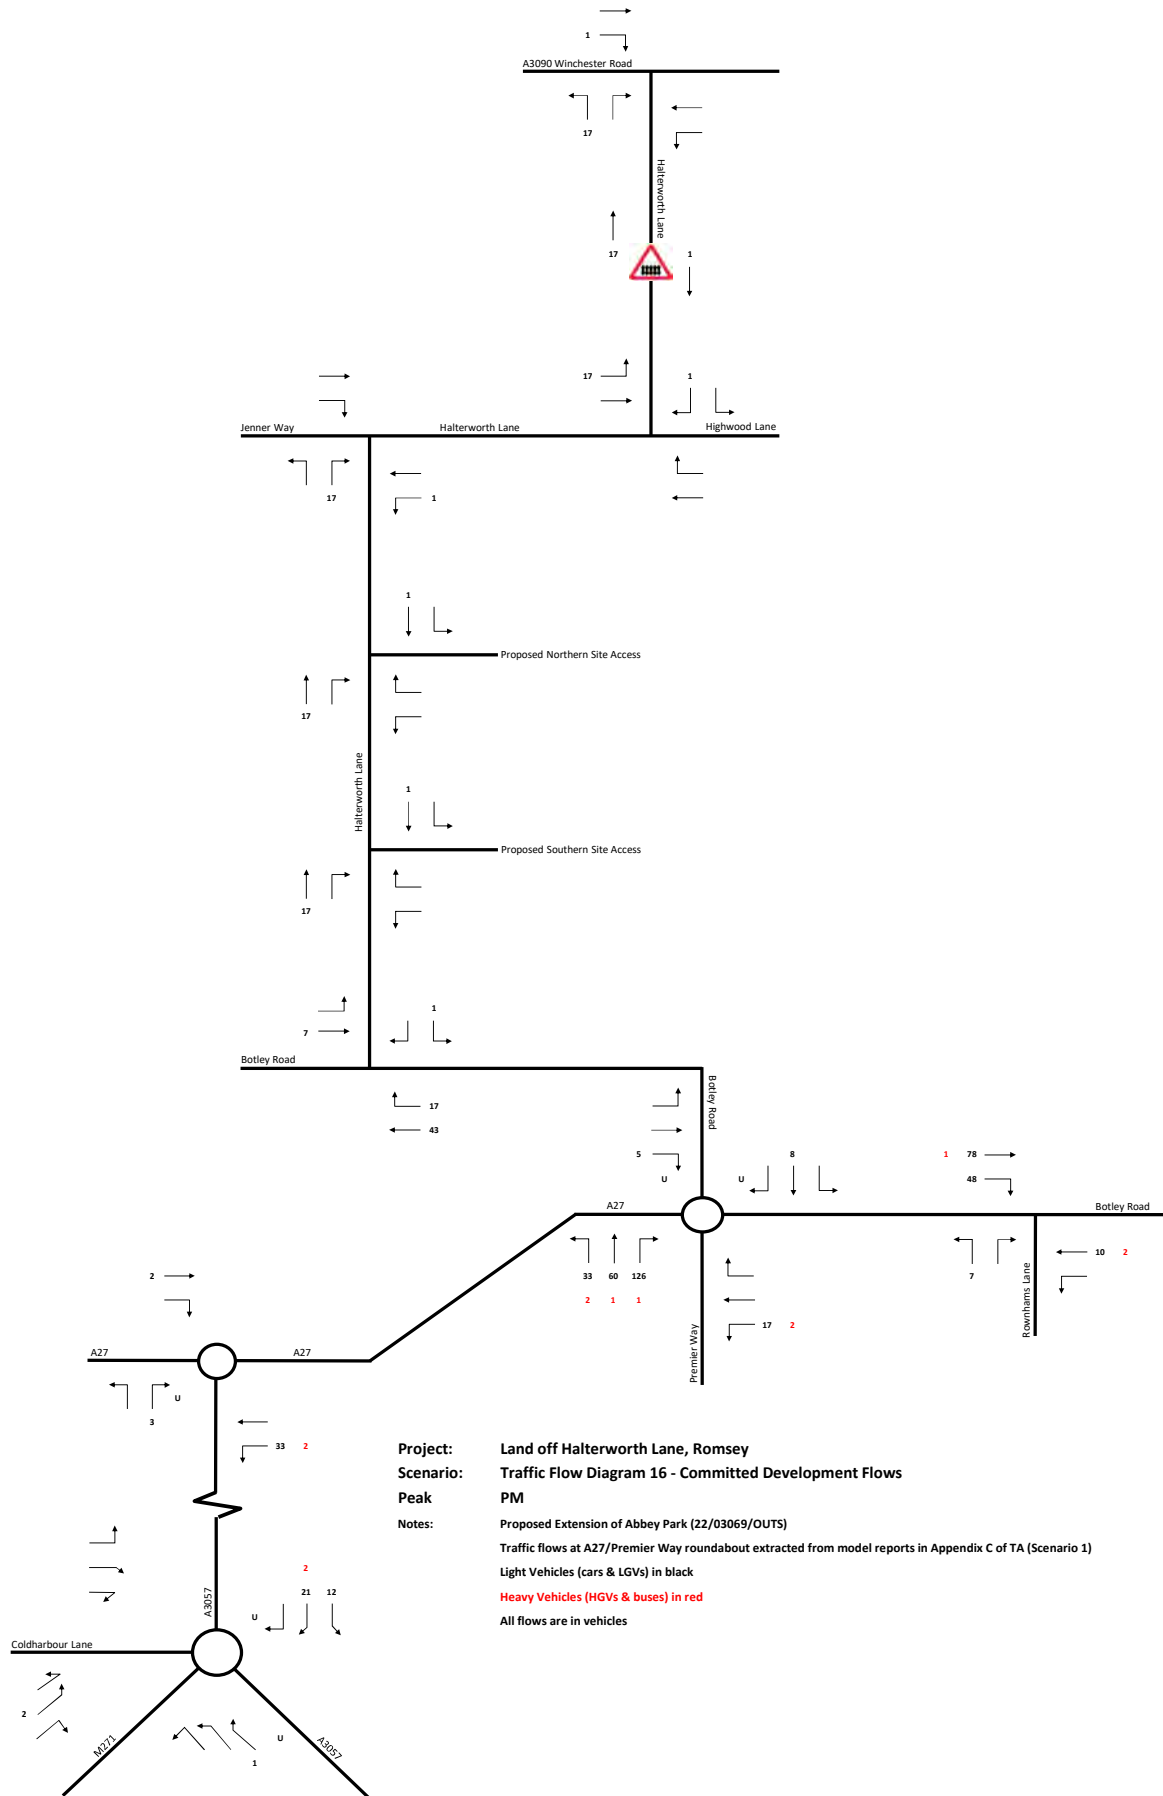 1
A3090 Winchester Road
17
Halterworth Lane
17 1
17 1
Jenner Way Halterworth Lane Highwood Lane
17 1
1
Proposed Northern Site Access
17
Halterworth Lane
1
Proposed Southern Site Access
17
1
7
Botley Road
Botley Road
17
43
5 8 1 78
U U 48
A27 Botley Road
33 60 126 7 10 2
2 1 1
Rownhams Lane
2
17 2
Premier Way
A27 A27
U
3
33 2
Project: Land off Halterworth Lane, Romsey
Scenario: Traffic Flow Diagram 16 - Committed Development Flows
Peak PM
Notes: Proposed Extension of Abbey Park (22/03069/OUTS)
Traffic flows at A27/Premier Way roundabout extracted from model reports in Appendix C of TA (Scenario 1)
Light Vehicles (cars & LGVs) in black
Heavy Vehicles (HGVs & buses) in red
All flows are in vehicles
2
21 12
A3057
U
Coldharbour Lane
2
M271
U
A3057
1